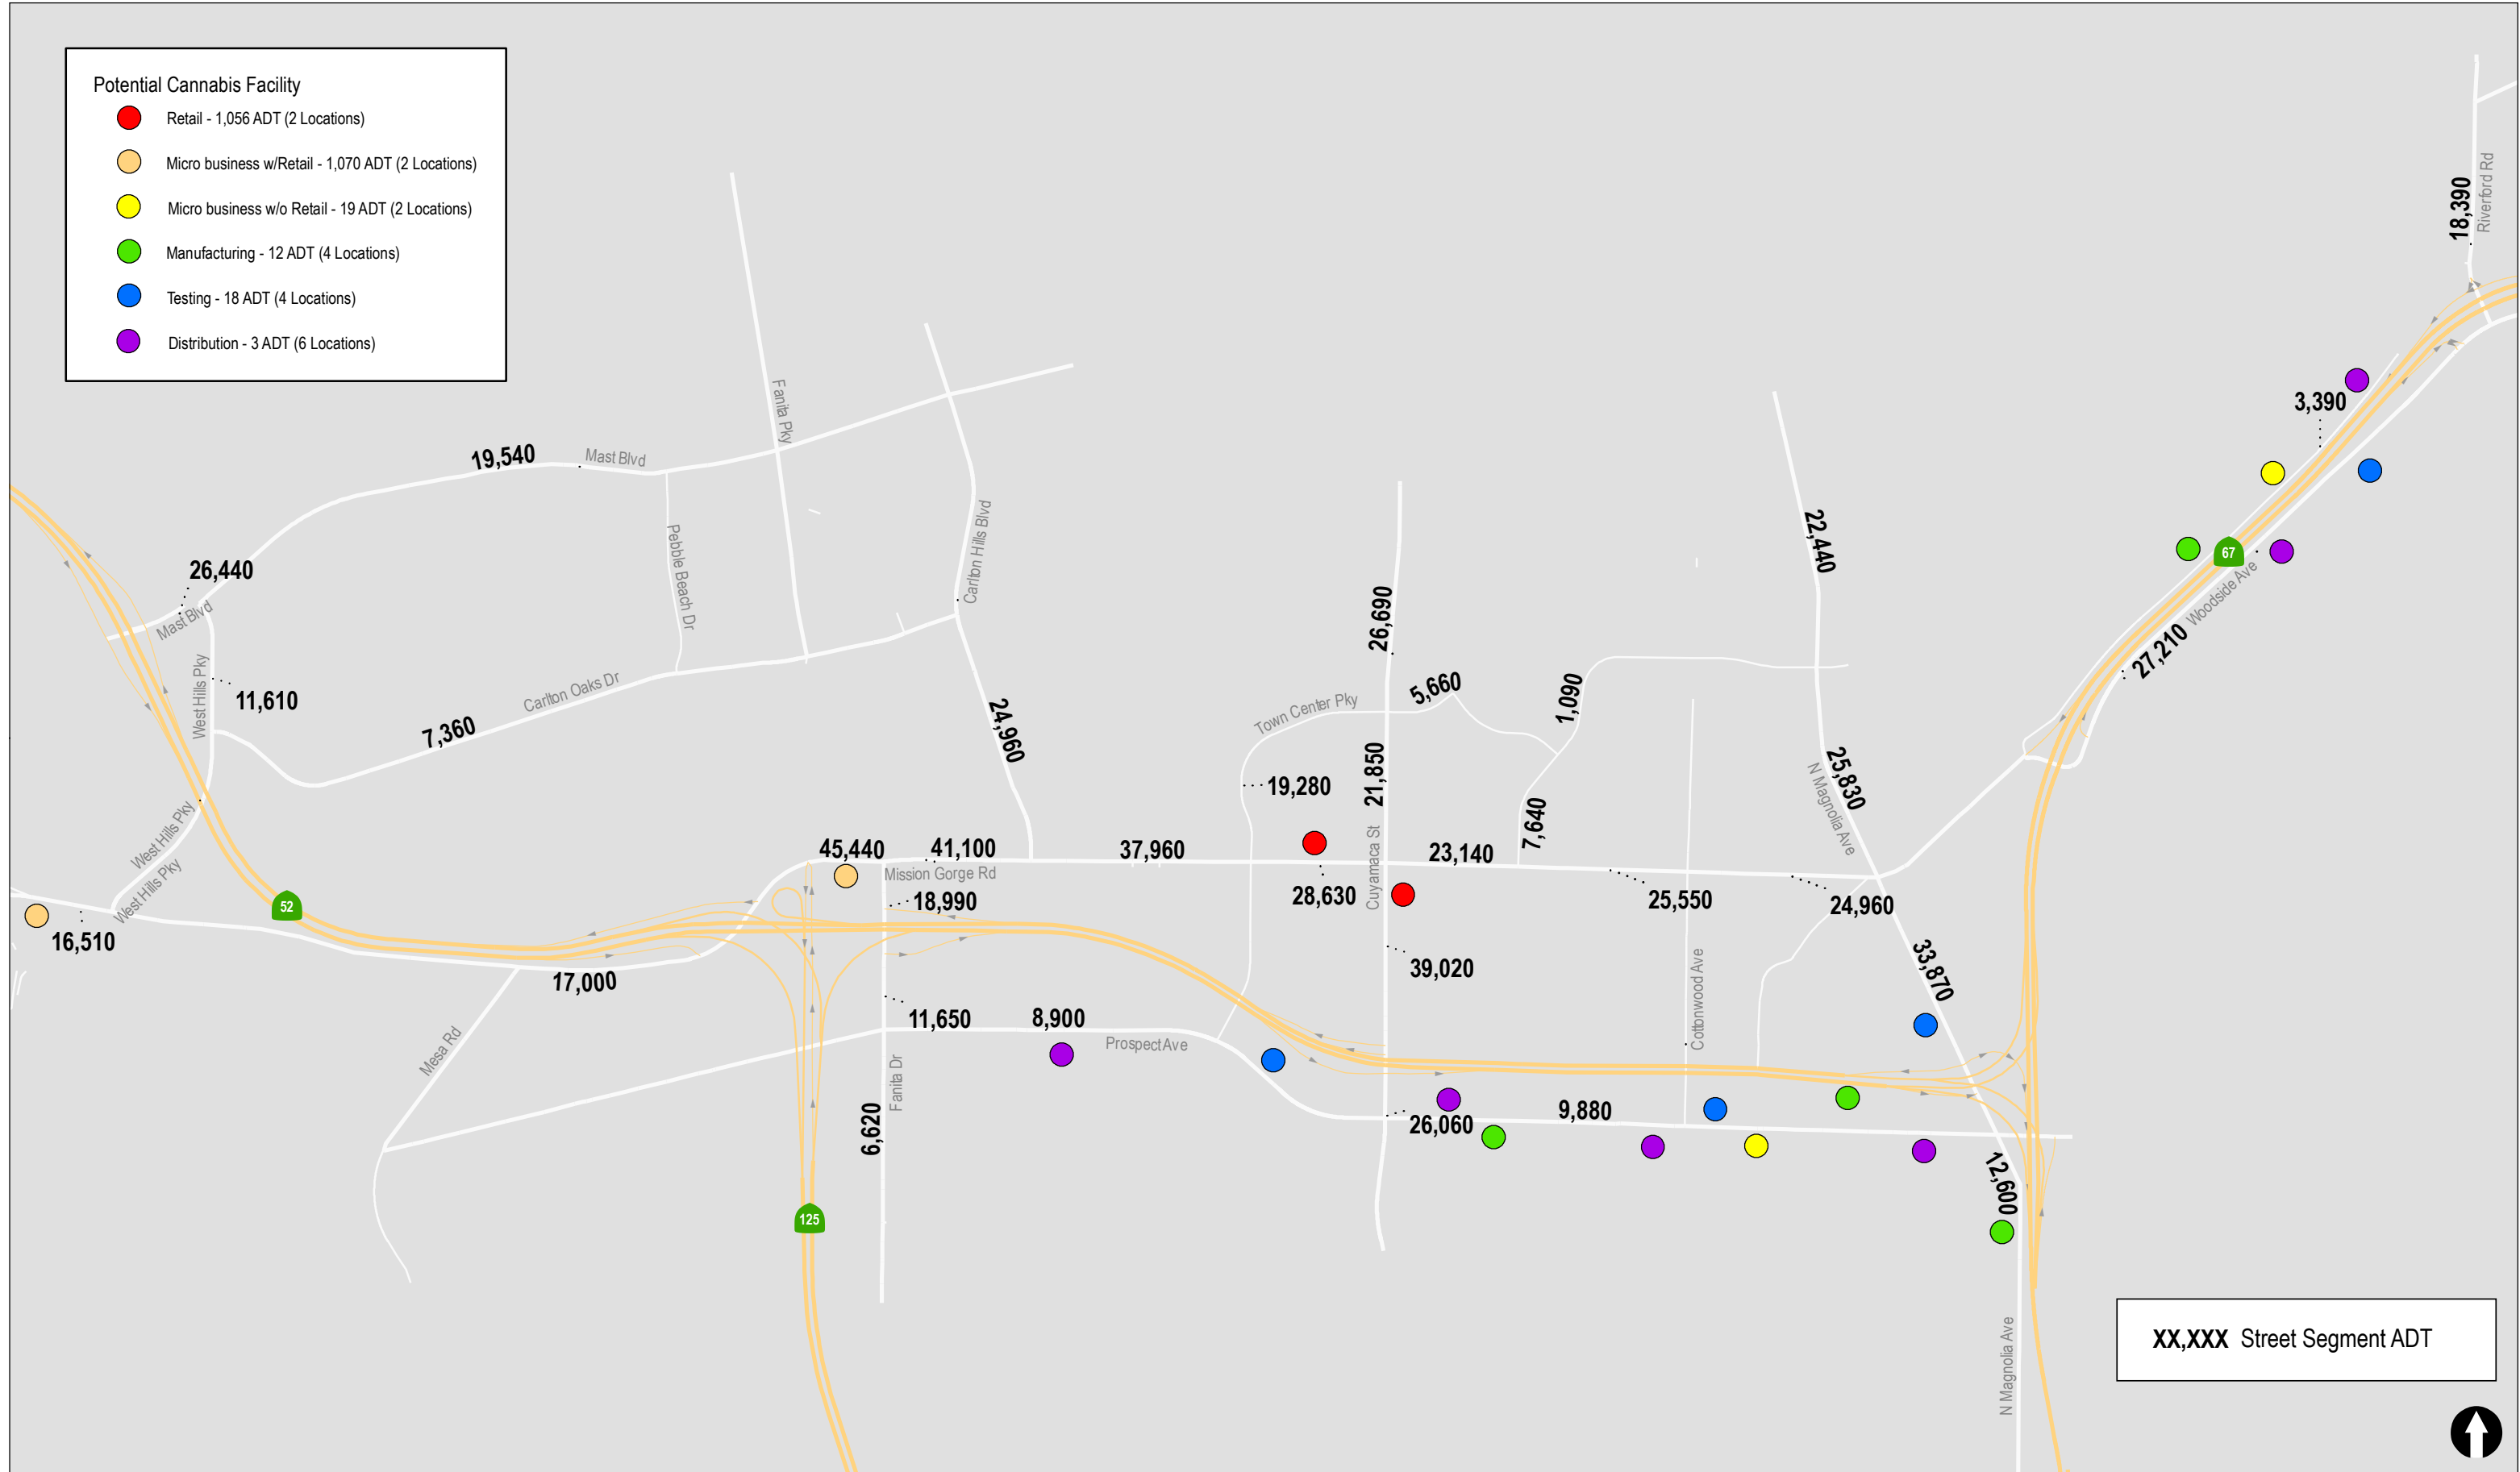 Potential Cannabis Facility
Retail - 1,056 ADT (2 Locations)
Micro business w/Retail - 1,070 ADT (2 Locations)
Micro business w/o Retail - 19 ADT (2 Locations)
Manufacturing - 12 ADT (4 Locations)
Testing - 18 ADT (4 Locations)
Distribution - 3 ADT (6 Locations)
18,390
Riverford Rd
3,390
Fanita Pky
19,540
Mast Blvd
Pebble Beach Dr
Carlton Hills Blvd
22,440
67
Woodside Ave
27,210
26,440
Mast Blvd
26,690
West Hills Pky
11,610
Carlton Oaks Dr
7,360
24,960
Town Center Pky
5,660
1,090
21,850
19,280
25,830
N Magnolia Ave
7,640
West Hills Pky
West Hills Pky
45,440
41,100
37,960
23,140
Mission Gorge Rd
Cuyamaca St
18,990
28,630
25,550
24,960
52
16,510
17,000
39,020
33,870
Cottonwood Ave
11,650
8,900
Prospect Ave
Mesa Rd
Fanita Dr
6,620
26,060
9,880
12,600
125
N Magnolia Ave
XX,XXX Street Segment ADT